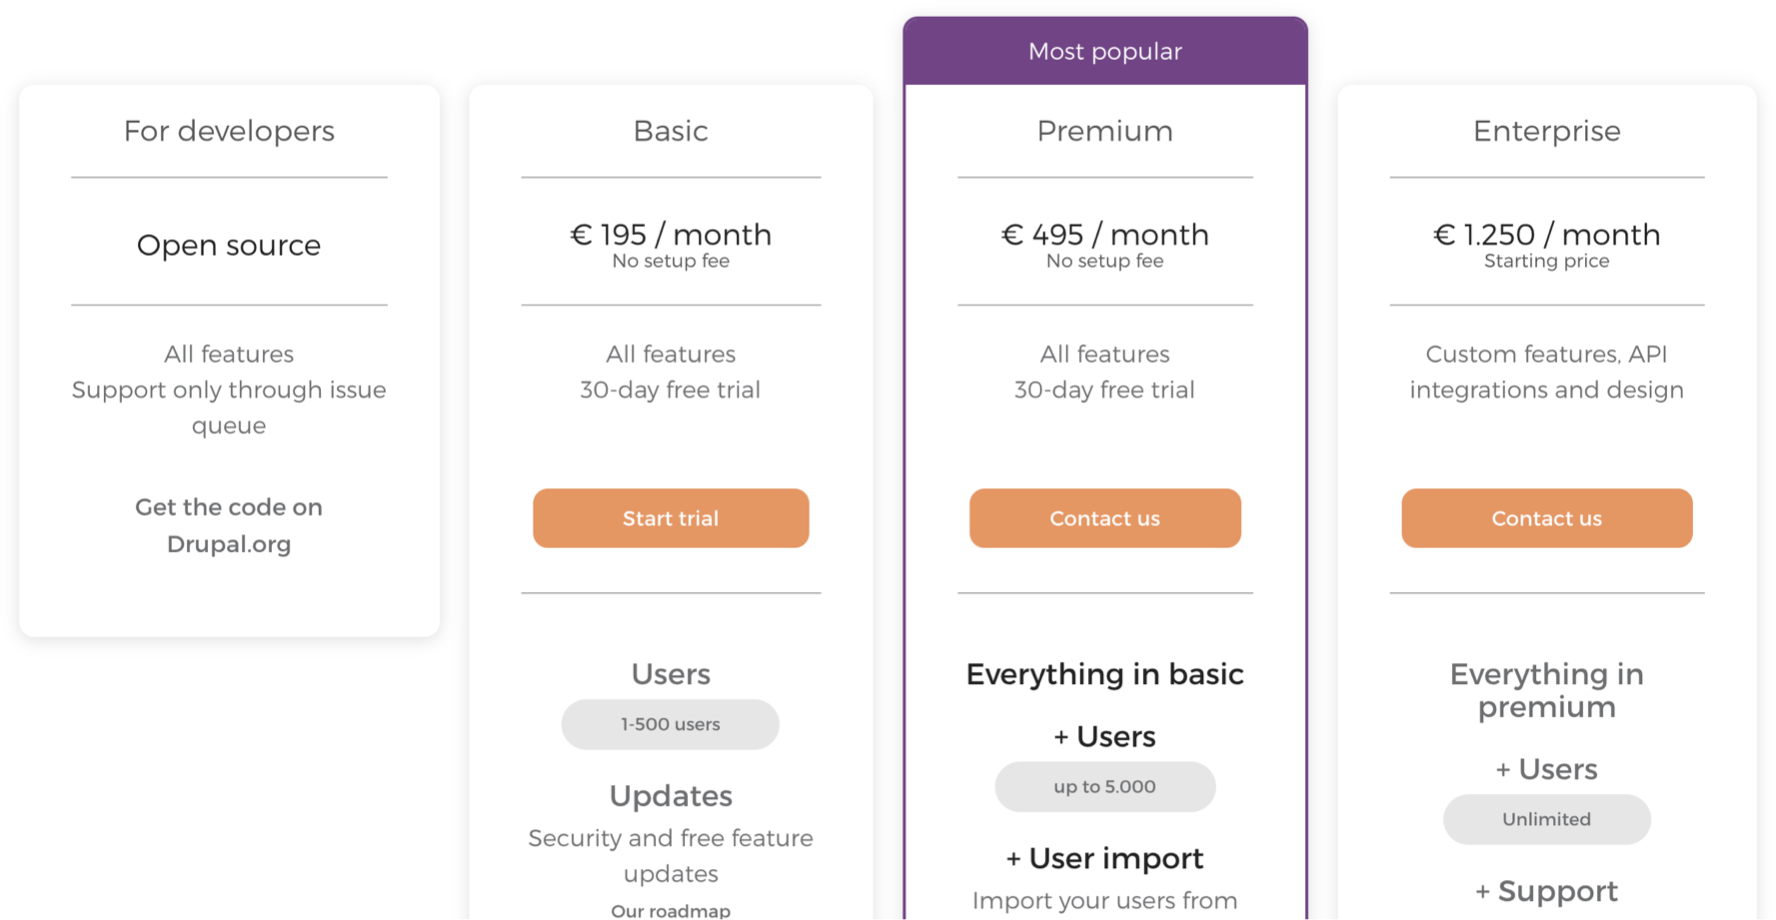 Most popular
For developers
Open source
All features
Support only through issue
queue
Get the code on
Drupal.org
Basic
€ 195 / month
No setup fee
All features
30-day free trial
Start trial
Users
1-500 users
Updates
Security and free feature
updates
Our roadmap
Premium
€ 495 / month
No setup fee
All features
30-day free trial
Contact us
Everything in basic
+ Users
up to 5.000
+ User import
Import your users from
Enterprise
€ 1.250 / month
Starting price
Custom features, API
integrations and design
Contact us
Everything in
premium
+ Users
Unlimited
+ Support